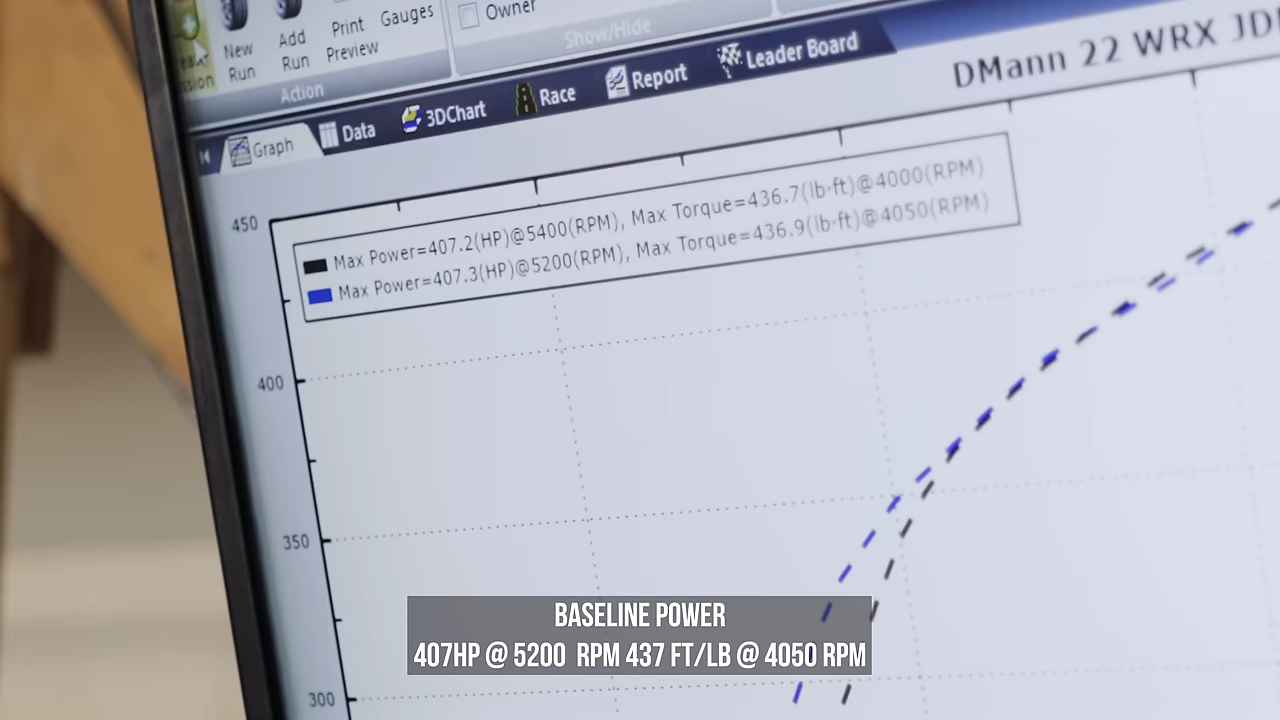 New Run
Add Run
Print Preview
Gauges
Owner
Action
Show/Hide
Graph
Data
3DChart
Race
Report
Leader Board
DMann 22 WRX
450
Max Power=407.2(HP)@5400(RPM), Max Torque=436.7(lb·ft)@4000(RPM)
Max Power=407.3(HP)@5200(RPM), Max Torque=436.9(lb·ft)@4050(RPM)
400
350
300
BASELINE POWER
407HP @ 5200 RPM 437 FT/LB @ 4050 RPM